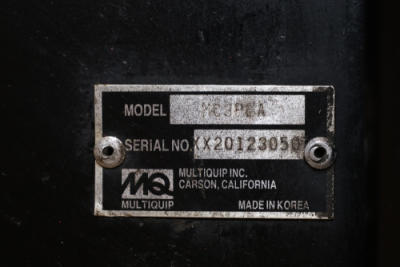 MODEL
SERIAL NO. XX20123050
MQ
MULTIQUIP
MULTIQUIP INC.
CARSON, CALIFORNIA
MADE IN KOREA